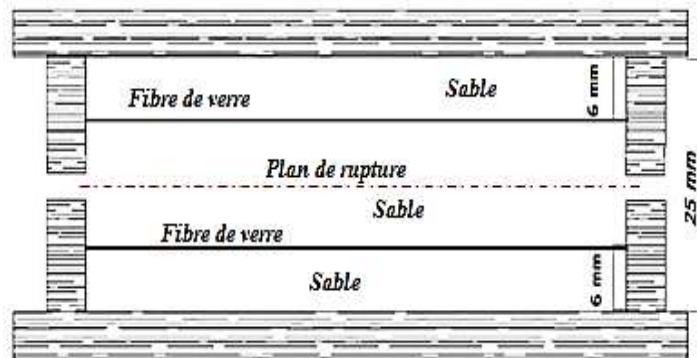 Sable
6 mm
Fibre de verre
Plan de rupture
25 mm
Sable
Fibre de verre
6 mm
Sable